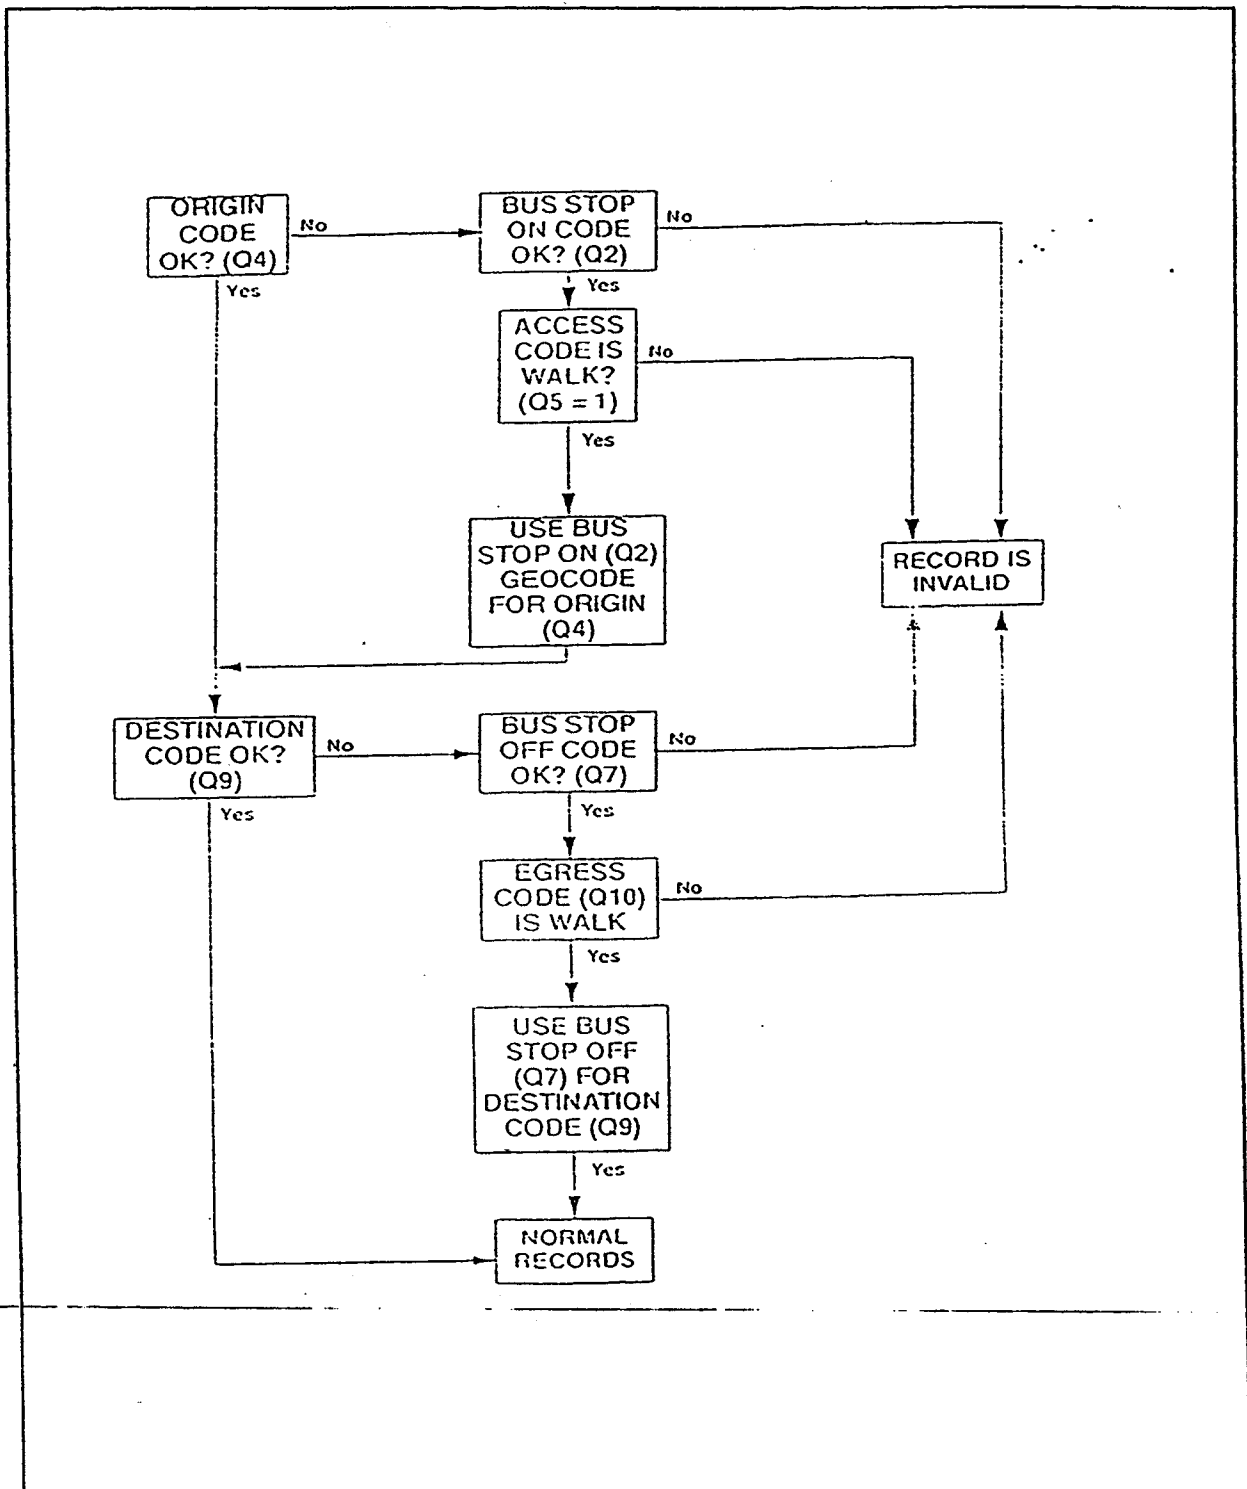 ORIGIN
CODE
OK? (Q4)
No
BUS STOP
ON CODE
OK? (Q2)
No
Yes
Yes
ACCESS
CODE IS
WALK?
(Q5 = 1)
No
Yes
USE BUS
STOP ON (Q2)
GEOCODE
FOR ORIGIN
(Q4)
RECORD IS
INVALID
DESTINATION
CODE OK?
(Q9)
No
BUS STOP
OFF CODE
OK? (Q7)
No
Yes
Yes
EGRESS
CODE (Q10)
IS WALK
No
Yes
USE BUS
STOP OFF
(Q7) FOR
DESTINATION
CODE (Q9)
Yes
NORMAL
RECORDS